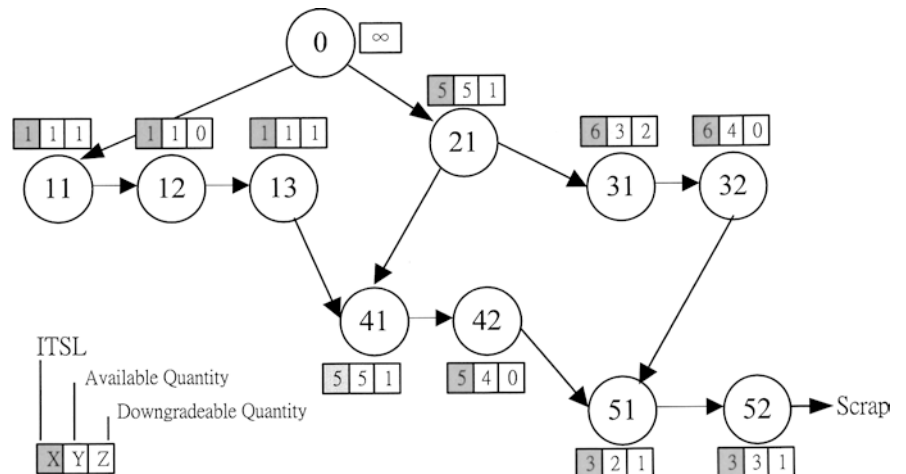 0 ∞
5 5 1
1 1 1
1 1 0
1 1 1
6 3 2
6 4 0
21
11
12
13
31
32
41
42
5 5 1
5 4 0
ITSL
Available Quantity
Downgradeable Quantity
X Y Z
51
52
Scrap
3 2 1
3 3 1